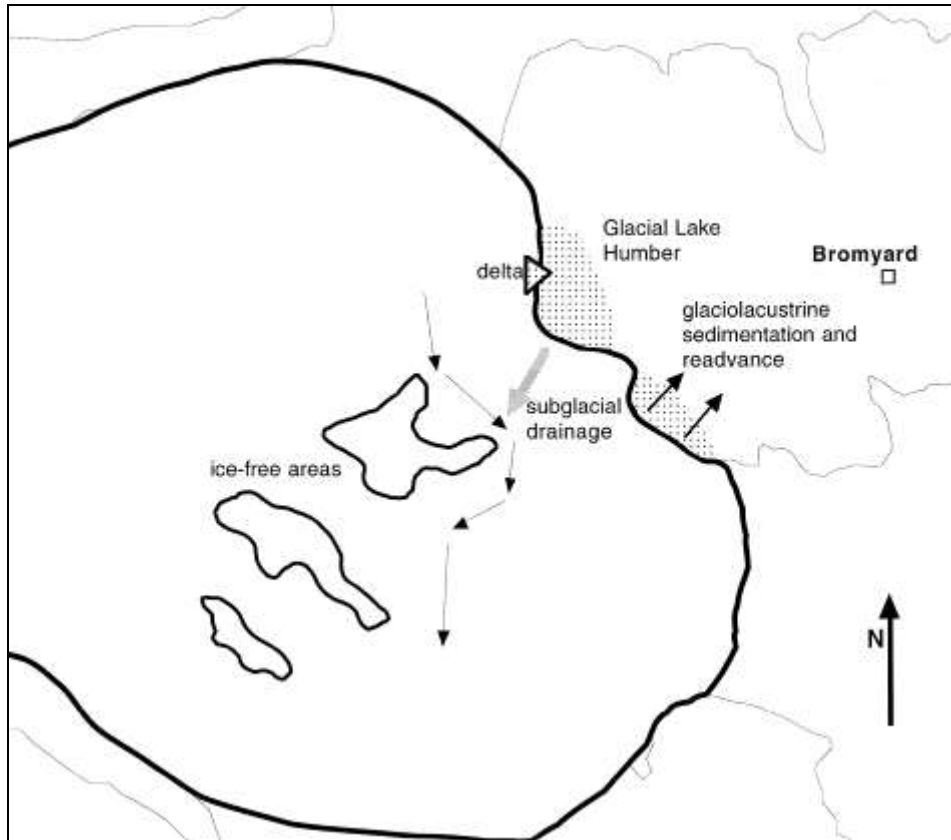 Glacial Lake
Humber
delta
Bromyard
glaciolacustrine
sedimentation and
readvance
subglacial
drainage
ice-free areas
N